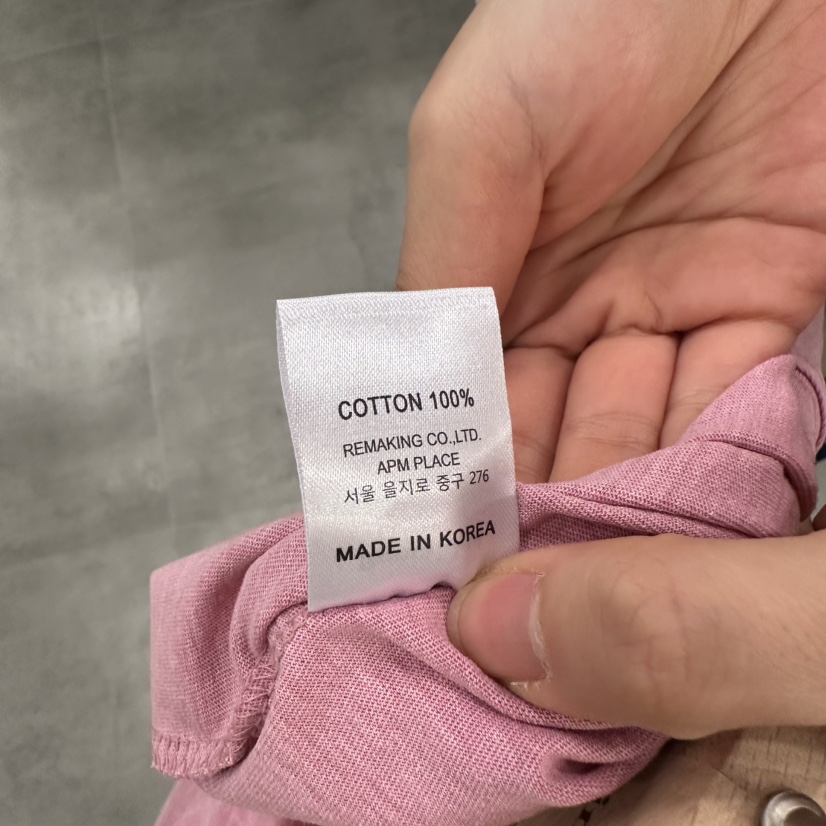 COTTON 100%
REMAKING CO.,LTD.
APM PLACE
서울 을지로 중구 276
MADE IN KOREA